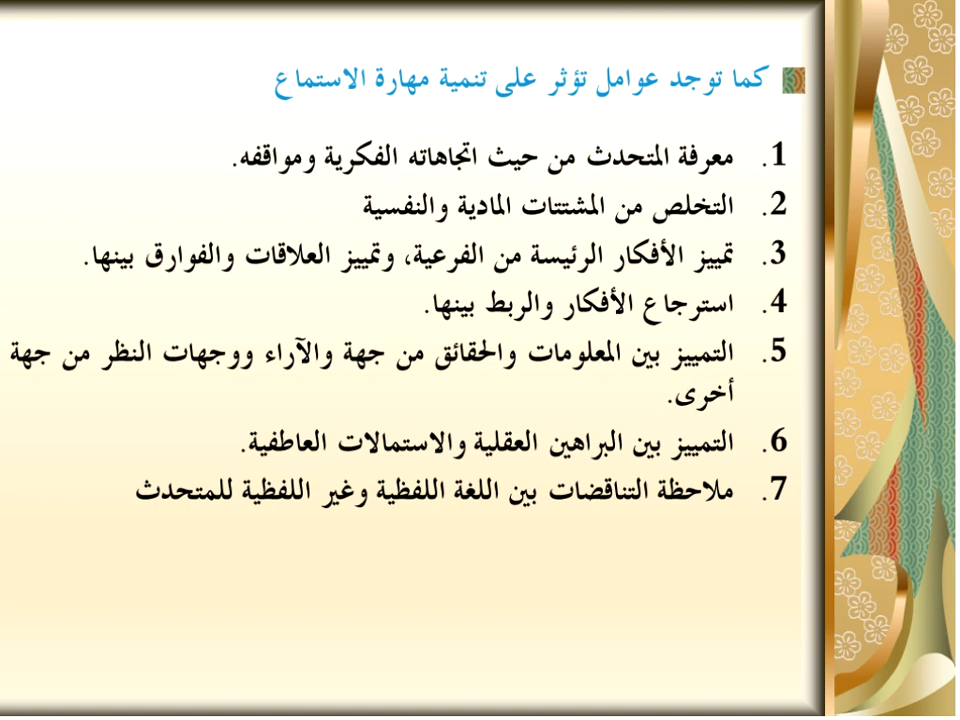 كما توجد عوامل تؤثر على تنمية مهارة الاستماع
1. معرفة المتحدث من حيث اتجاهاته الفكرية ومواقفه.
2. التخلص من المشتتات المادية والنفسية
3. تمييز الأفكار الرئيسة من الفرعية، وتمييز العلاقات والفوارق بينها.
4. استرجاع الأفكار والربط بينها.
5. التمييز بين المعلومات والحقائق من جهة والآراء ووجهات النظر من جهة
أخرى.
6. التمييز بين البراهين العقلية والاستمالات العاطفية.
7. ملاحظة التناقضات بين اللغة اللفظية وغير اللفظية للمتحدث